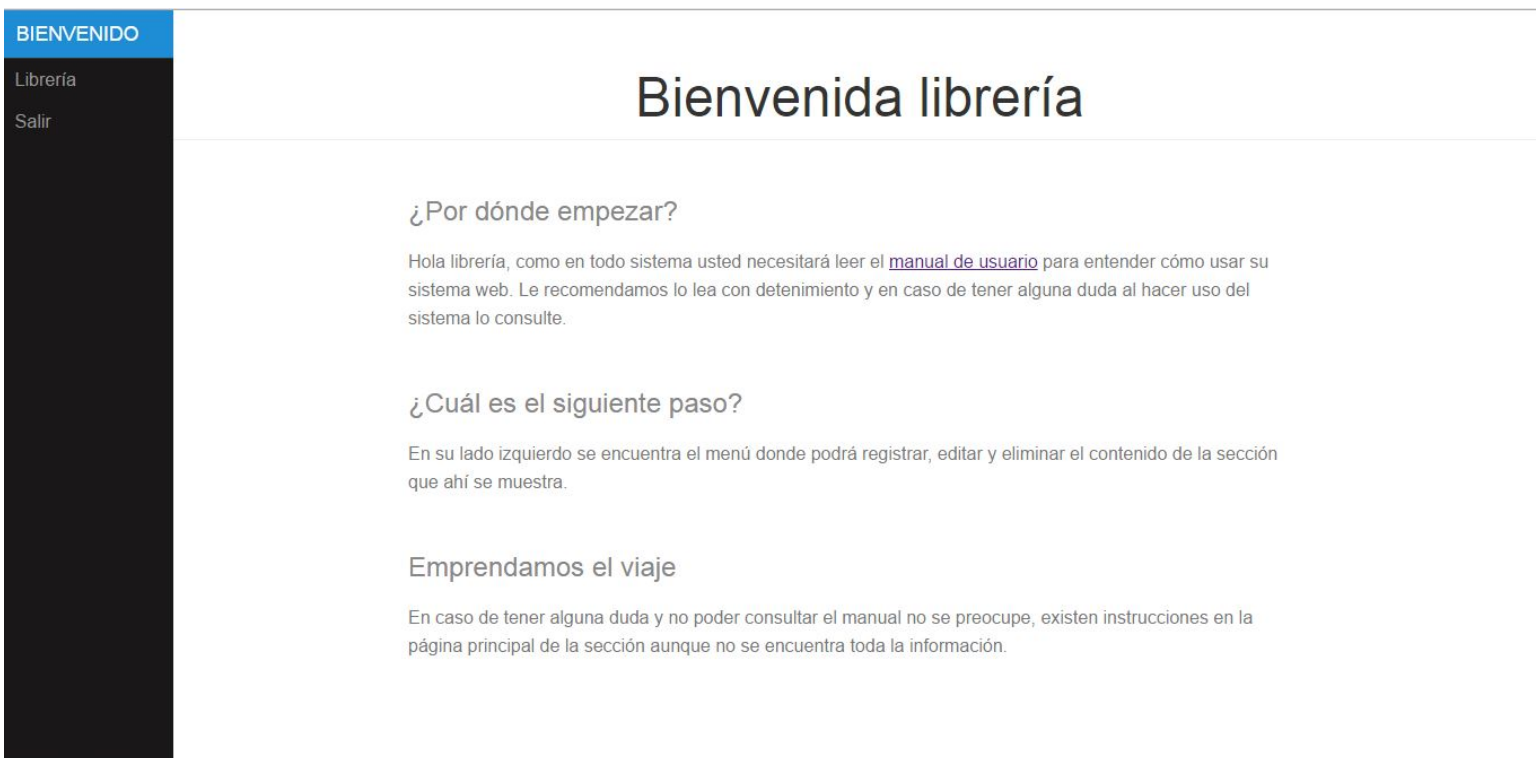 BIENVENIDO
Librería
Salir
Bienvenida librería
¿Por dónde empezar?
Hola librería, como en todo sistema usted necesitará leer el manual de usuario para entender cómo usar su
sistema web. Le recomendamos lo lea con detenimiento y en caso de tener alguna duda al hacer uso del
sistema lo consulte.
¿Cuál es el siguiente paso?
En su lado izquierdo se encuentra el menú donde podrá registrar, editar y eliminar el contenido de la sección
que ahí se muestra.
Emprendamos el viaje
En caso de tener alguna duda y no poder consultar el manual no se preocupe, existen instrucciones en la
página principal de la sección aunque no se encuentra toda la información.